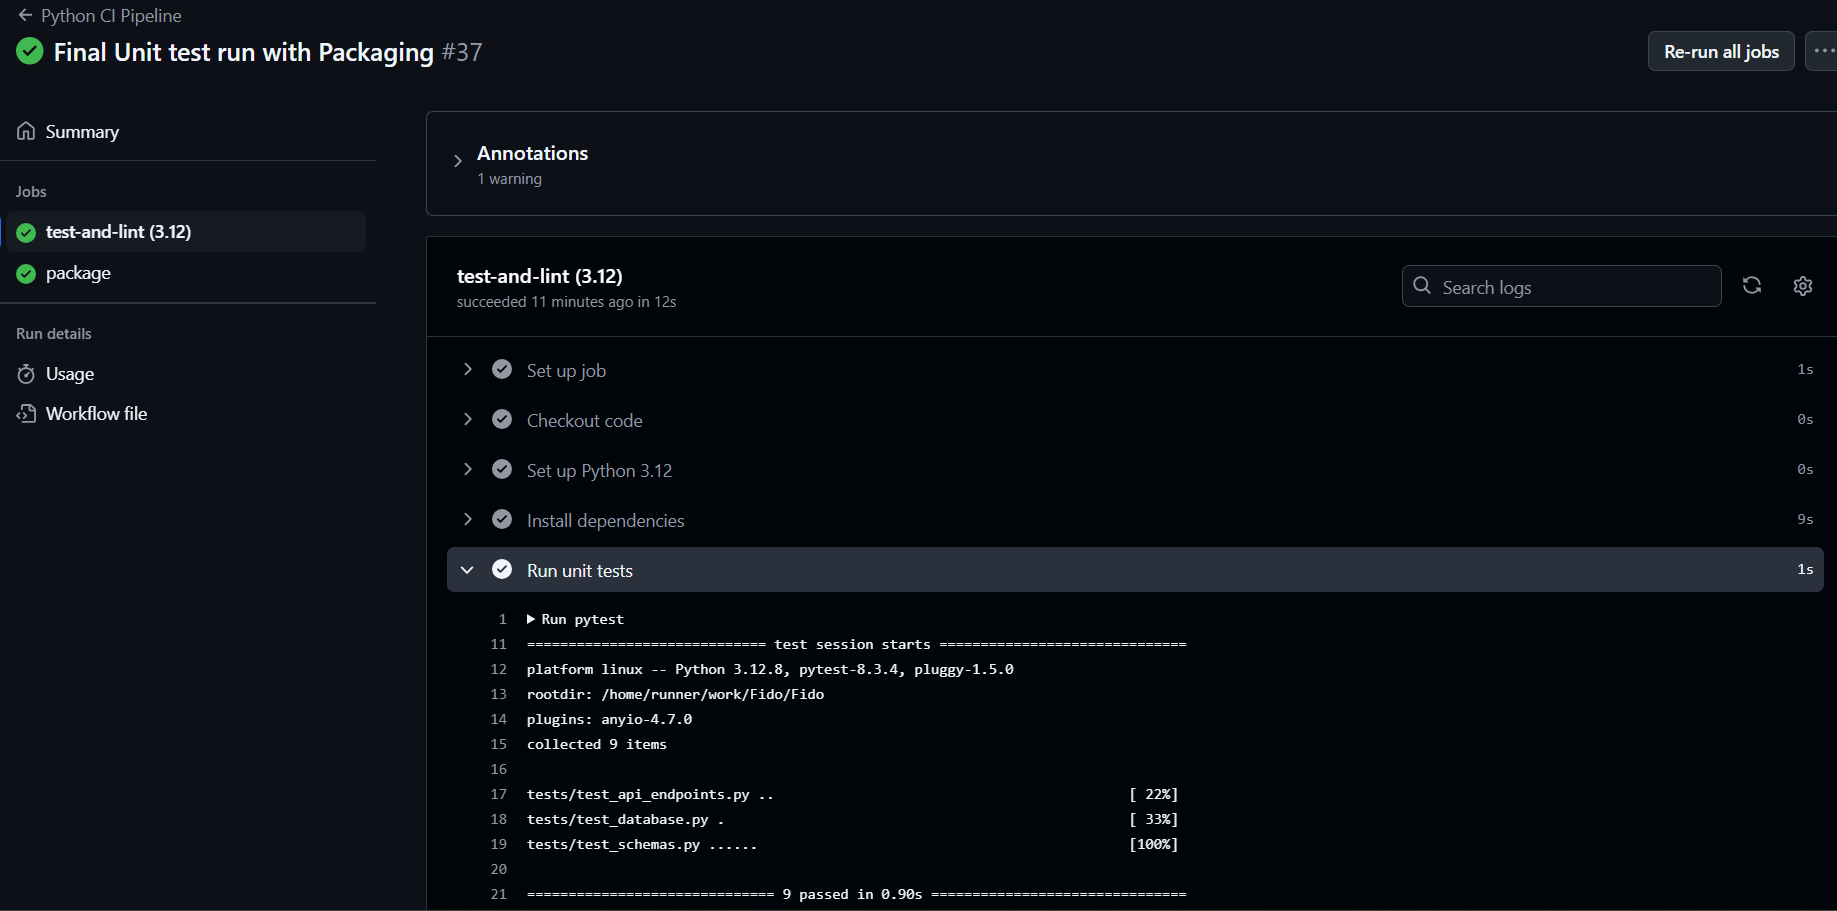 Python CI Pipeline
Final Unit test run with Packaging #37
Re-run all jobs
Summary
Jobs
test-and-lint (3.12)
package
Run details
Usage
Workflow file
Annotations
1 warning
test-and-lint (3.12)
succeeded 11 minutes ago in 12s
Search logs
Set up job 1s
Checkout code 0s
Set up Python 3.12 0s
Install dependencies 9s
Run unit tests 1s
1 Run pytest
11 ============================= test session starts ==============================
12 platform linux -- Python 3.12.8, pytest-8.3.4, pluggy-1.5.0
13 rootdir: /home/runner/work/Fido/Fido
14 plugins: anyio-4.7.0
15 collected 9 items
16
17 tests/test_api_endpoints.py .. [ 22%]
18 tests/test_database.py . [ 33%]
19 tests/test_schemas.py ...... [100%]
20
21 ============================== 9 passed in 0.90s ===============================